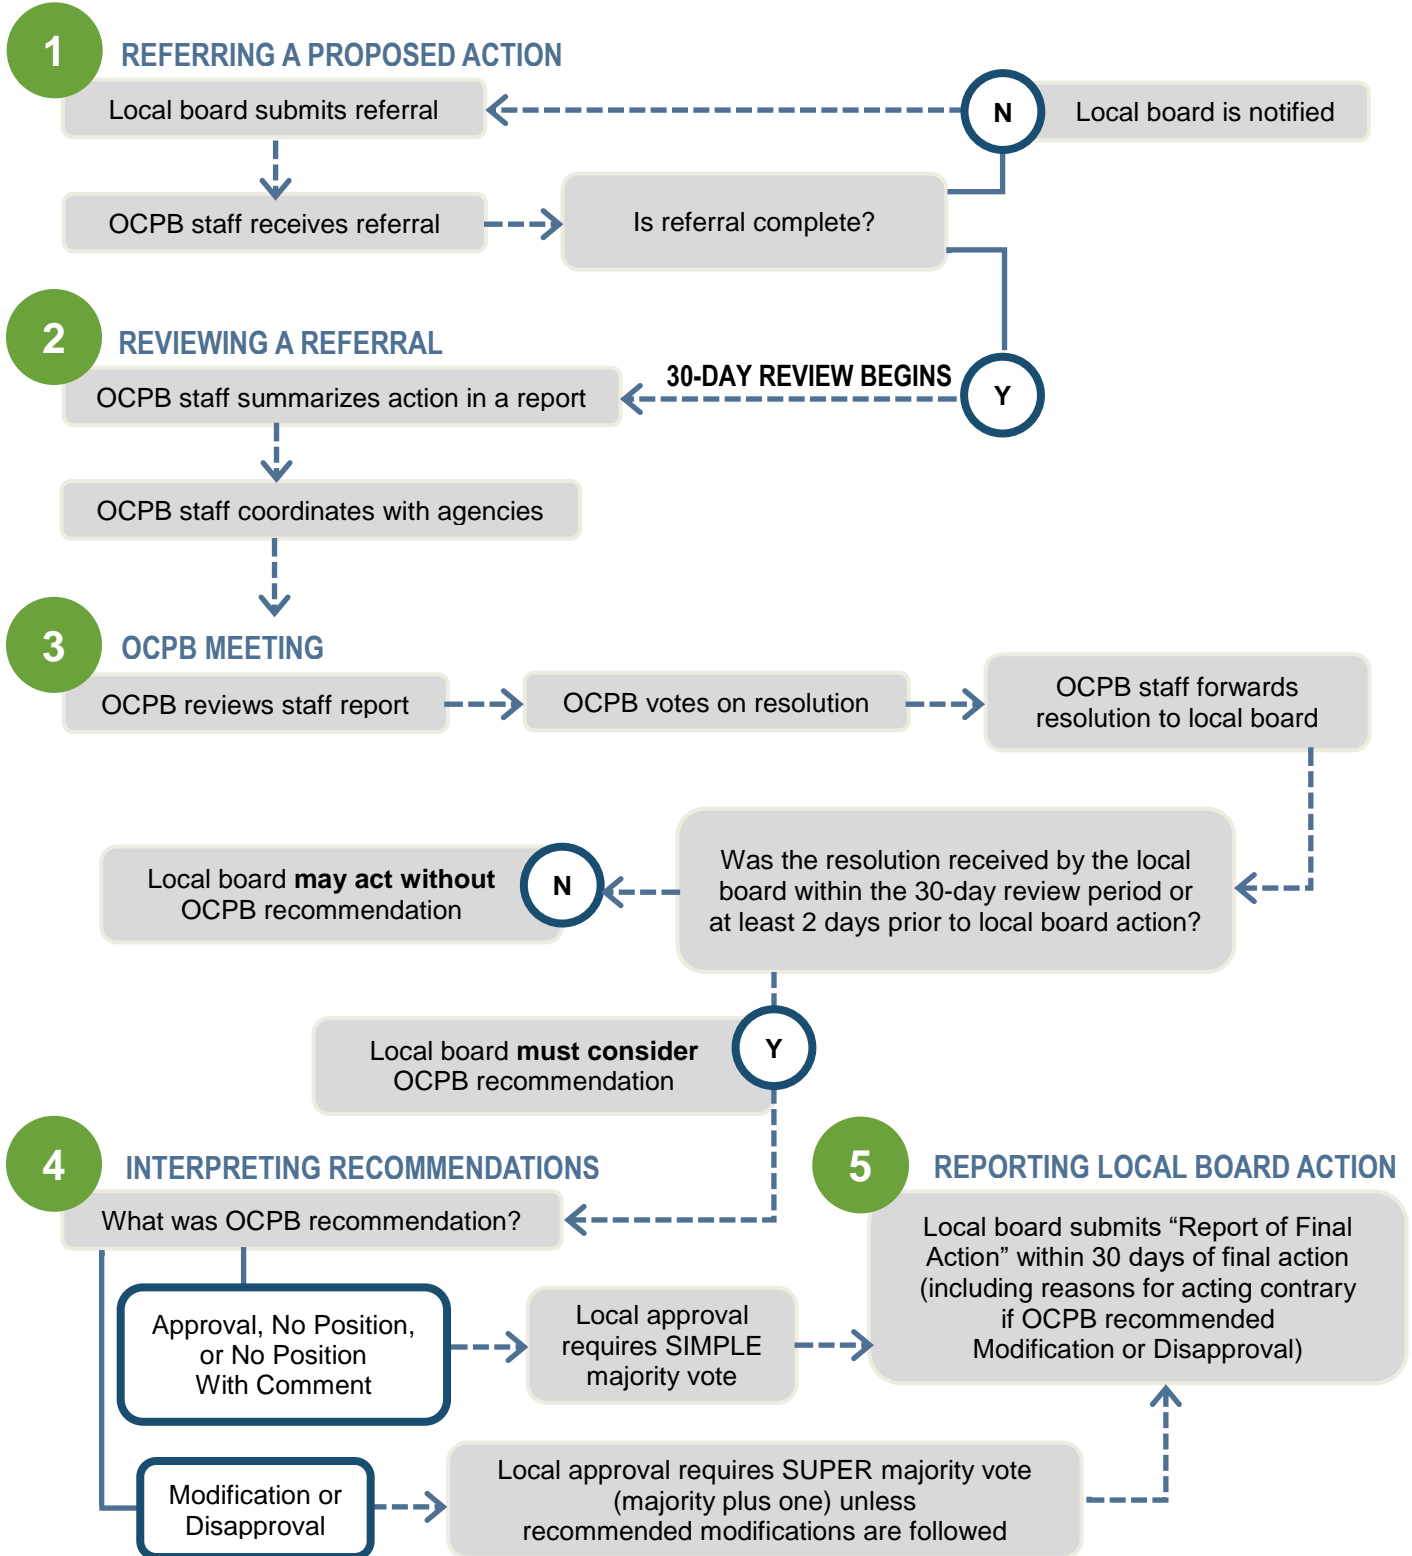 1
REFERRING A PROPOSED ACTION
Local board submits referral
N
Local board is notified
OCPB staff receives referral
Is referral complete?
2
REVIEWING A REFERRAL
30-DAY REVIEW BEGINS
Y
OCPB staff summarizes action in a report
OCPB staff coordinates with agencies
3
OCPB MEETING
OCPB reviews staff report
OCPB votes on resolution
OCPB staff forwards
resolution to local board
Was the resolution received by the local
board within the 30-day review period or
at least 2 days prior to local board action?
N
Local board may act without
OCPB recommendation
Y
Local board must consider
OCPB recommendation
4
INTERPRETING RECOMMENDATIONS
What was OCPB recommendation?
Approval, No Position,
or No Position
With Comment
Local approval
requires SIMPLE
majority vote
Modification or
Disapproval
Local approval requires SUPER majority vote
(majority plus one) unless
recommended modifications are followed
5
REPORTING LOCAL BOARD ACTION
Local board submits “Report of Final
Action” within 30 days of final action
(including reasons for acting contrary
if OCPB recommended
Modification or Disapproval)